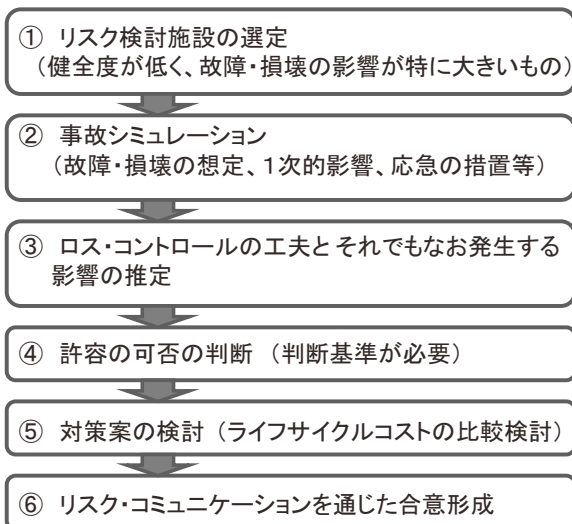 ① リスク検討施設の選定
（健全度が低く、故障・損壊の影響が特に大きいもの）
② 事故シミュレーション
（故障・損壊の想定、１次的影響、応急の措置等）
③ ロス・コントロールの工夫とそれでもなお発生する
影響の推定
④ 許容の可否の判断 （判断基準が必要）
⑤ 対策案の検討（ライフサイクルコストの比較検討）
⑥ リスク・コミュニケーションを通じた合意形成